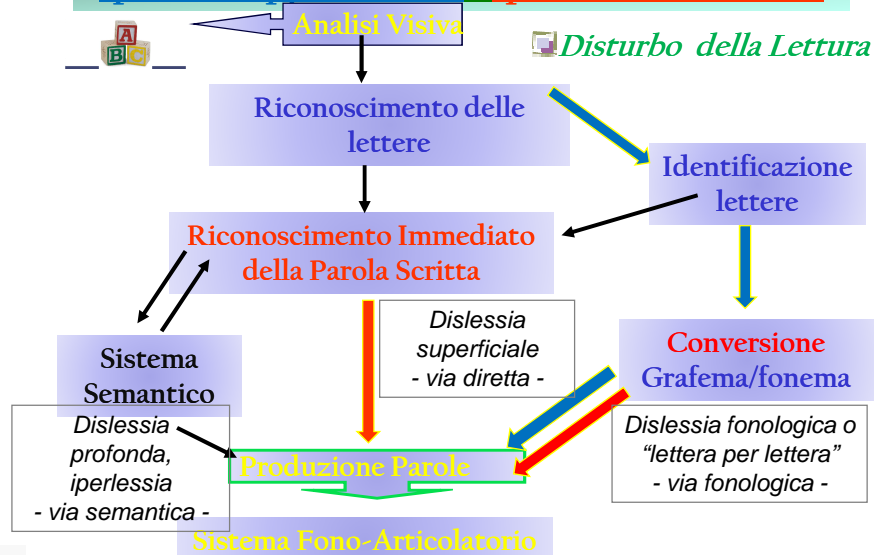 Analisi Visiva
Disturbo della Lettura
A
B C
Riconoscimento delle
lettere
Identificazione
lettere
Riconoscimento Immediato
della Parola Scritta
Dislessia
superficiale
- via diretta -
Sistema
Semantico
Conversione
Grafema/fonema
Dislessia
profonda,
iperlessia
- via semantica -
Dislessia fonologica o
“lettera per lettera”
- via fonologica -
Produzione Parole
Sistema Fono-Articolatorio